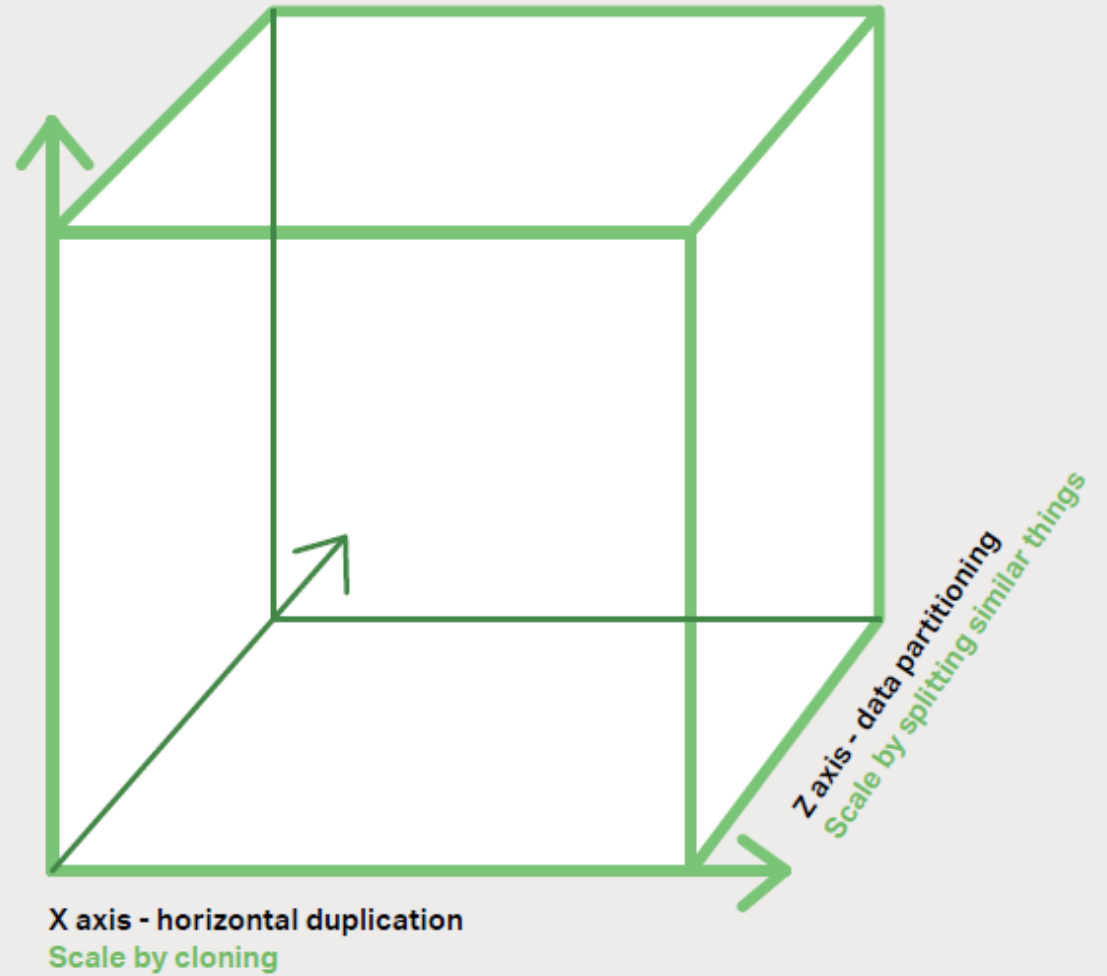 Z axis - data partitioning
Scale by splitting similar things
X axis - horizontal duplication
Scale by cloning